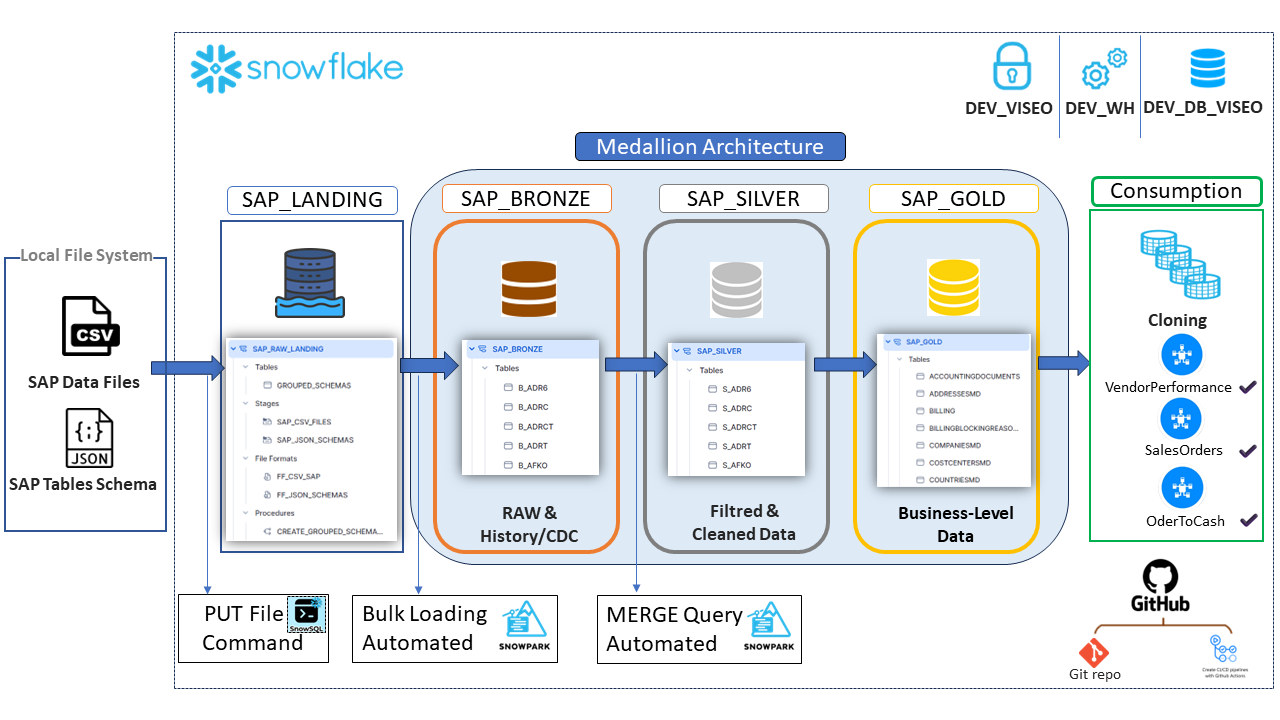 snowflake
DEV_VISEO
DEV_WH
DEV_DB_VISEO
Medallion Architecture
SAP_LANDING
SAP_BRONZE
SAP_SILVER
SAP_GOLD
Consumption
Local File System
CSV
SAP Data Files
JSON
SAP Tables Schema
SAP_RAW_LANDING
Tables
GROUPED_SCHEMAS
Stages
SAP_CSV_FILES
SAP_JSON_SCHEMAS
File Formats
FF_CSV_SAP
FF_JSON_SCHEMAS
Procedures
CREATE_GROUPED_SCHEMA...
SAP_BRONZE
Tables
B_ADR6
B_ADRC
B_ADRCT
B_ADRT
B_AFKO
RAW &
History/CDC
SAP_SILVER
Tables
S_ADR6
S_ADRC
S_ADRCT
S_ADRT
S_AFKO
Filtred &
Cleaned Data
SAP_GOLD
Tables
ACCOUNTINGDOCUMENTS
ADDRESSESMD
BILLING
BILLINGBLOCKINGREASO...
COMPANIESMD
COSTCENTERSMD
COUNTRIESMD
Business-Level
Data
Cloning
VendorPerformance
SalesOrders
OderToCash
PUT File
Command
SnowSQL
Bulk Loading
Automated
SNOWPARK
MERGE Query
Automated
SNOWPARK
GitHub
Git repo
Create CI/CD pipelines
with Github Actions